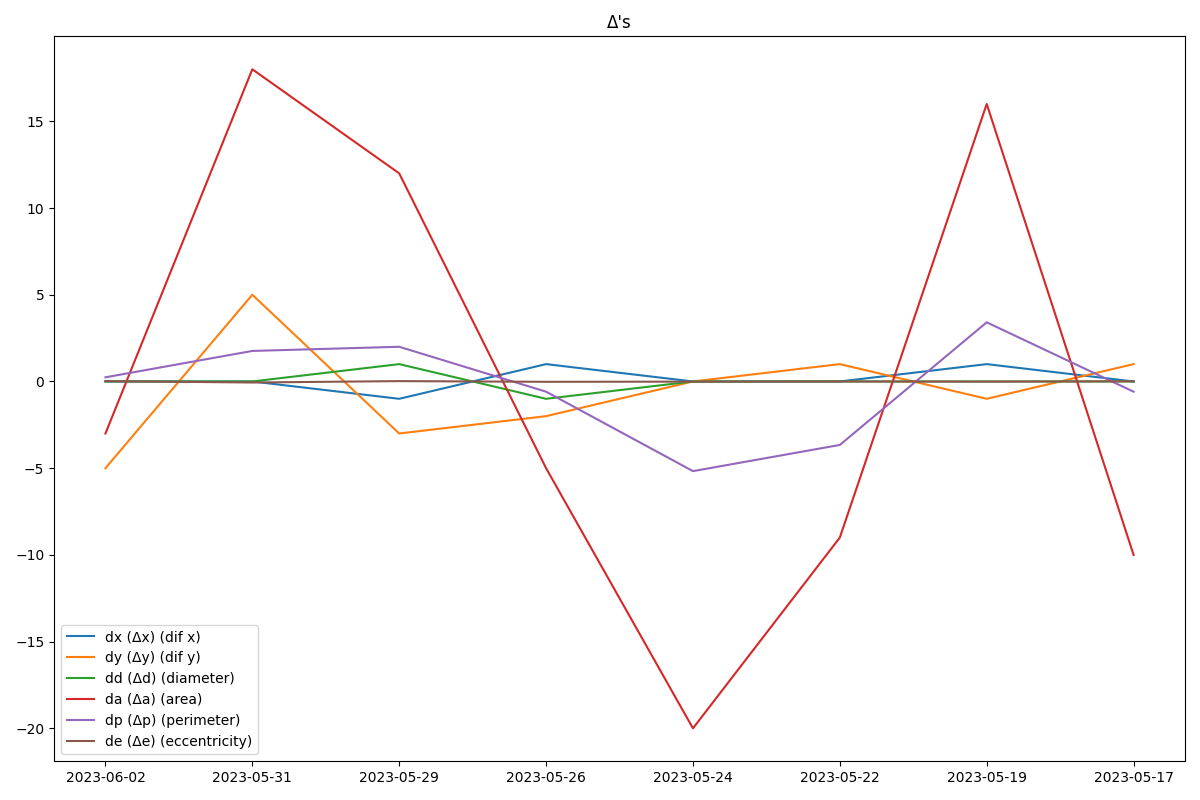 Δ's
15
10
5
0
−5
−10
−15
−20
dx (Δx) (dif x)
dy (Δy) (dif y)
dd (Δd) (diameter)
da (Δa) (area)
dp (Δp) (perimeter)
de (Δe) (eccentricity)
2023-06-02 2023-05-31 2023-05-29 2023-05-26 2023-05-24 2023-05-22 2023-05-19 2023-05-17